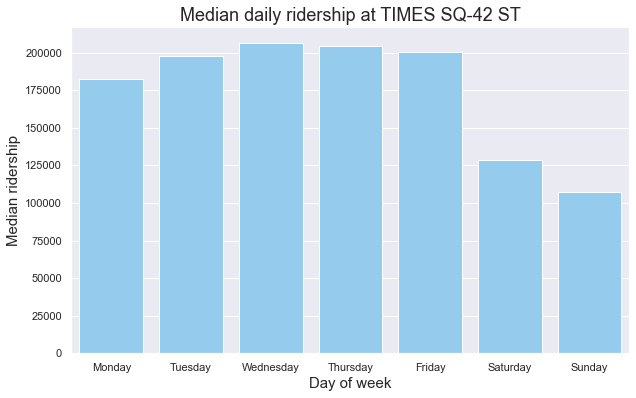 Median daily ridership at TIMES SQ-42 ST
Median ridership
200000
175000
150000
125000
100000
75000
50000
25000
0
Monday Tuesday Wednesday Thursday Friday Saturday Sunday
Day of week